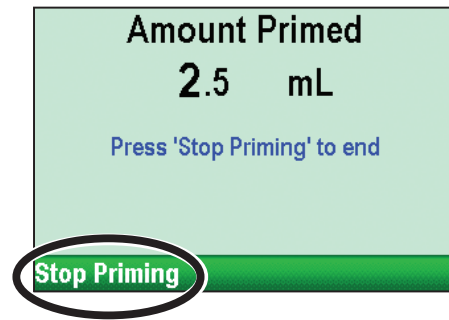 Amount Primed
2.5 mL
Press 'Stop Priming' to end
Stop Priming